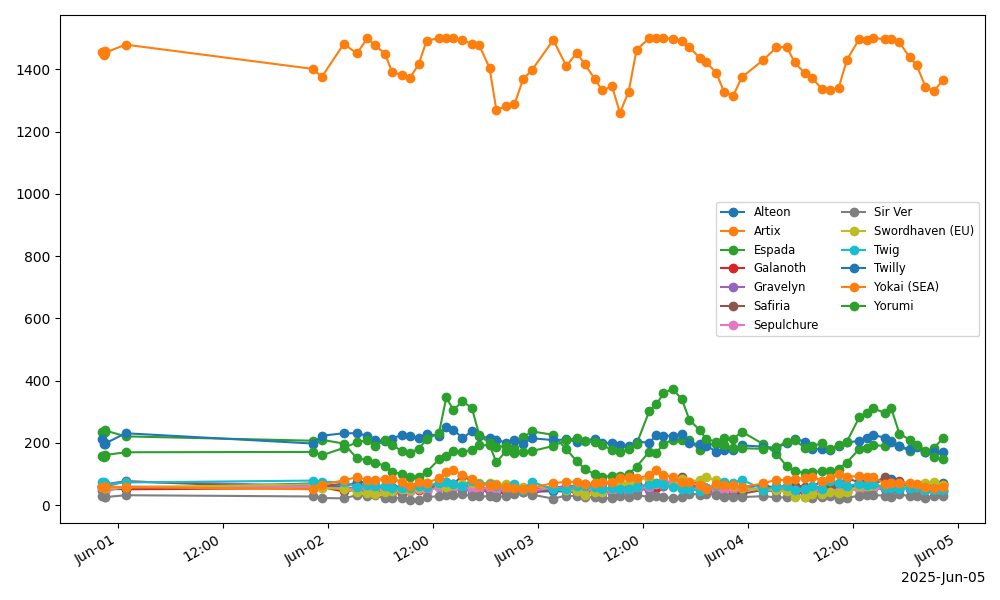 1400
1200
1000
800
600
400
200
0
Alteon
Artix
Espada
Galanoth
Gravelyn
Safiria
Sepulchure
Sir Ver
Swordhaven (EU)
Twig
Twilly
Yokai (SEA)
Yorumi
Jun-01
12:00
Jun-02
12:00
Jun-03
12:00
Jun-04
12:00
Jun-05
2025-Jun-05